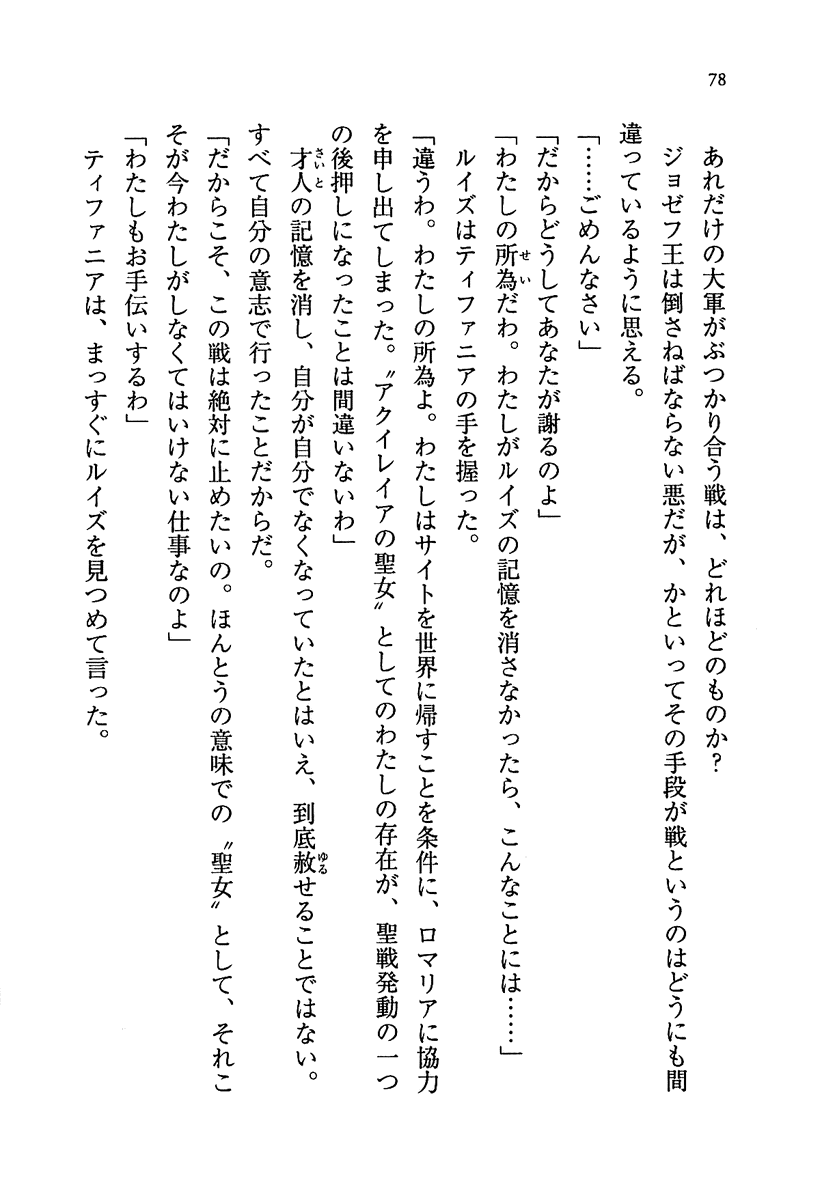 78
あれだけの大軍がぶつかり合う戦は、どれほどのものか?
ジョゼフ王は倒さねばならない悪だが、かといってその手段が戦というのはどうにも間
違っているように思える。
「……ごめんなさい」
「だからどうしてあなたが謝るのよ」
「わたしの所為だわ。わたしがルイズの記憶を消さなかったら、こんなことには……」
ルイズはティファニアの手を握った。
「違うわ。わたしの所為よ。わたしはサイトを世界に帰すことを条件に、ロマリアに協力
を申し出てしまった。〝アクイレイアの聖女〟としてのわたしの存在が、聖戦発動の一つ
の後押しになったことは間違いないわ」
才人の記憶を消し、自分が自分でなくなっていたとはいえ、到底赦せることではない。
すべて自分の意志で行ったことだからだ。
「だからこそ、この戦は絶対に止めたいの。ほんとうの意味での〝聖女〟として、それこ
そが今わたしがしなくてはいけない仕事なのよ」
「わたしもお手伝いするわ」
ティファニアは、まっすぐにルイズを見つめて言った。
せい
さいと
ゆる